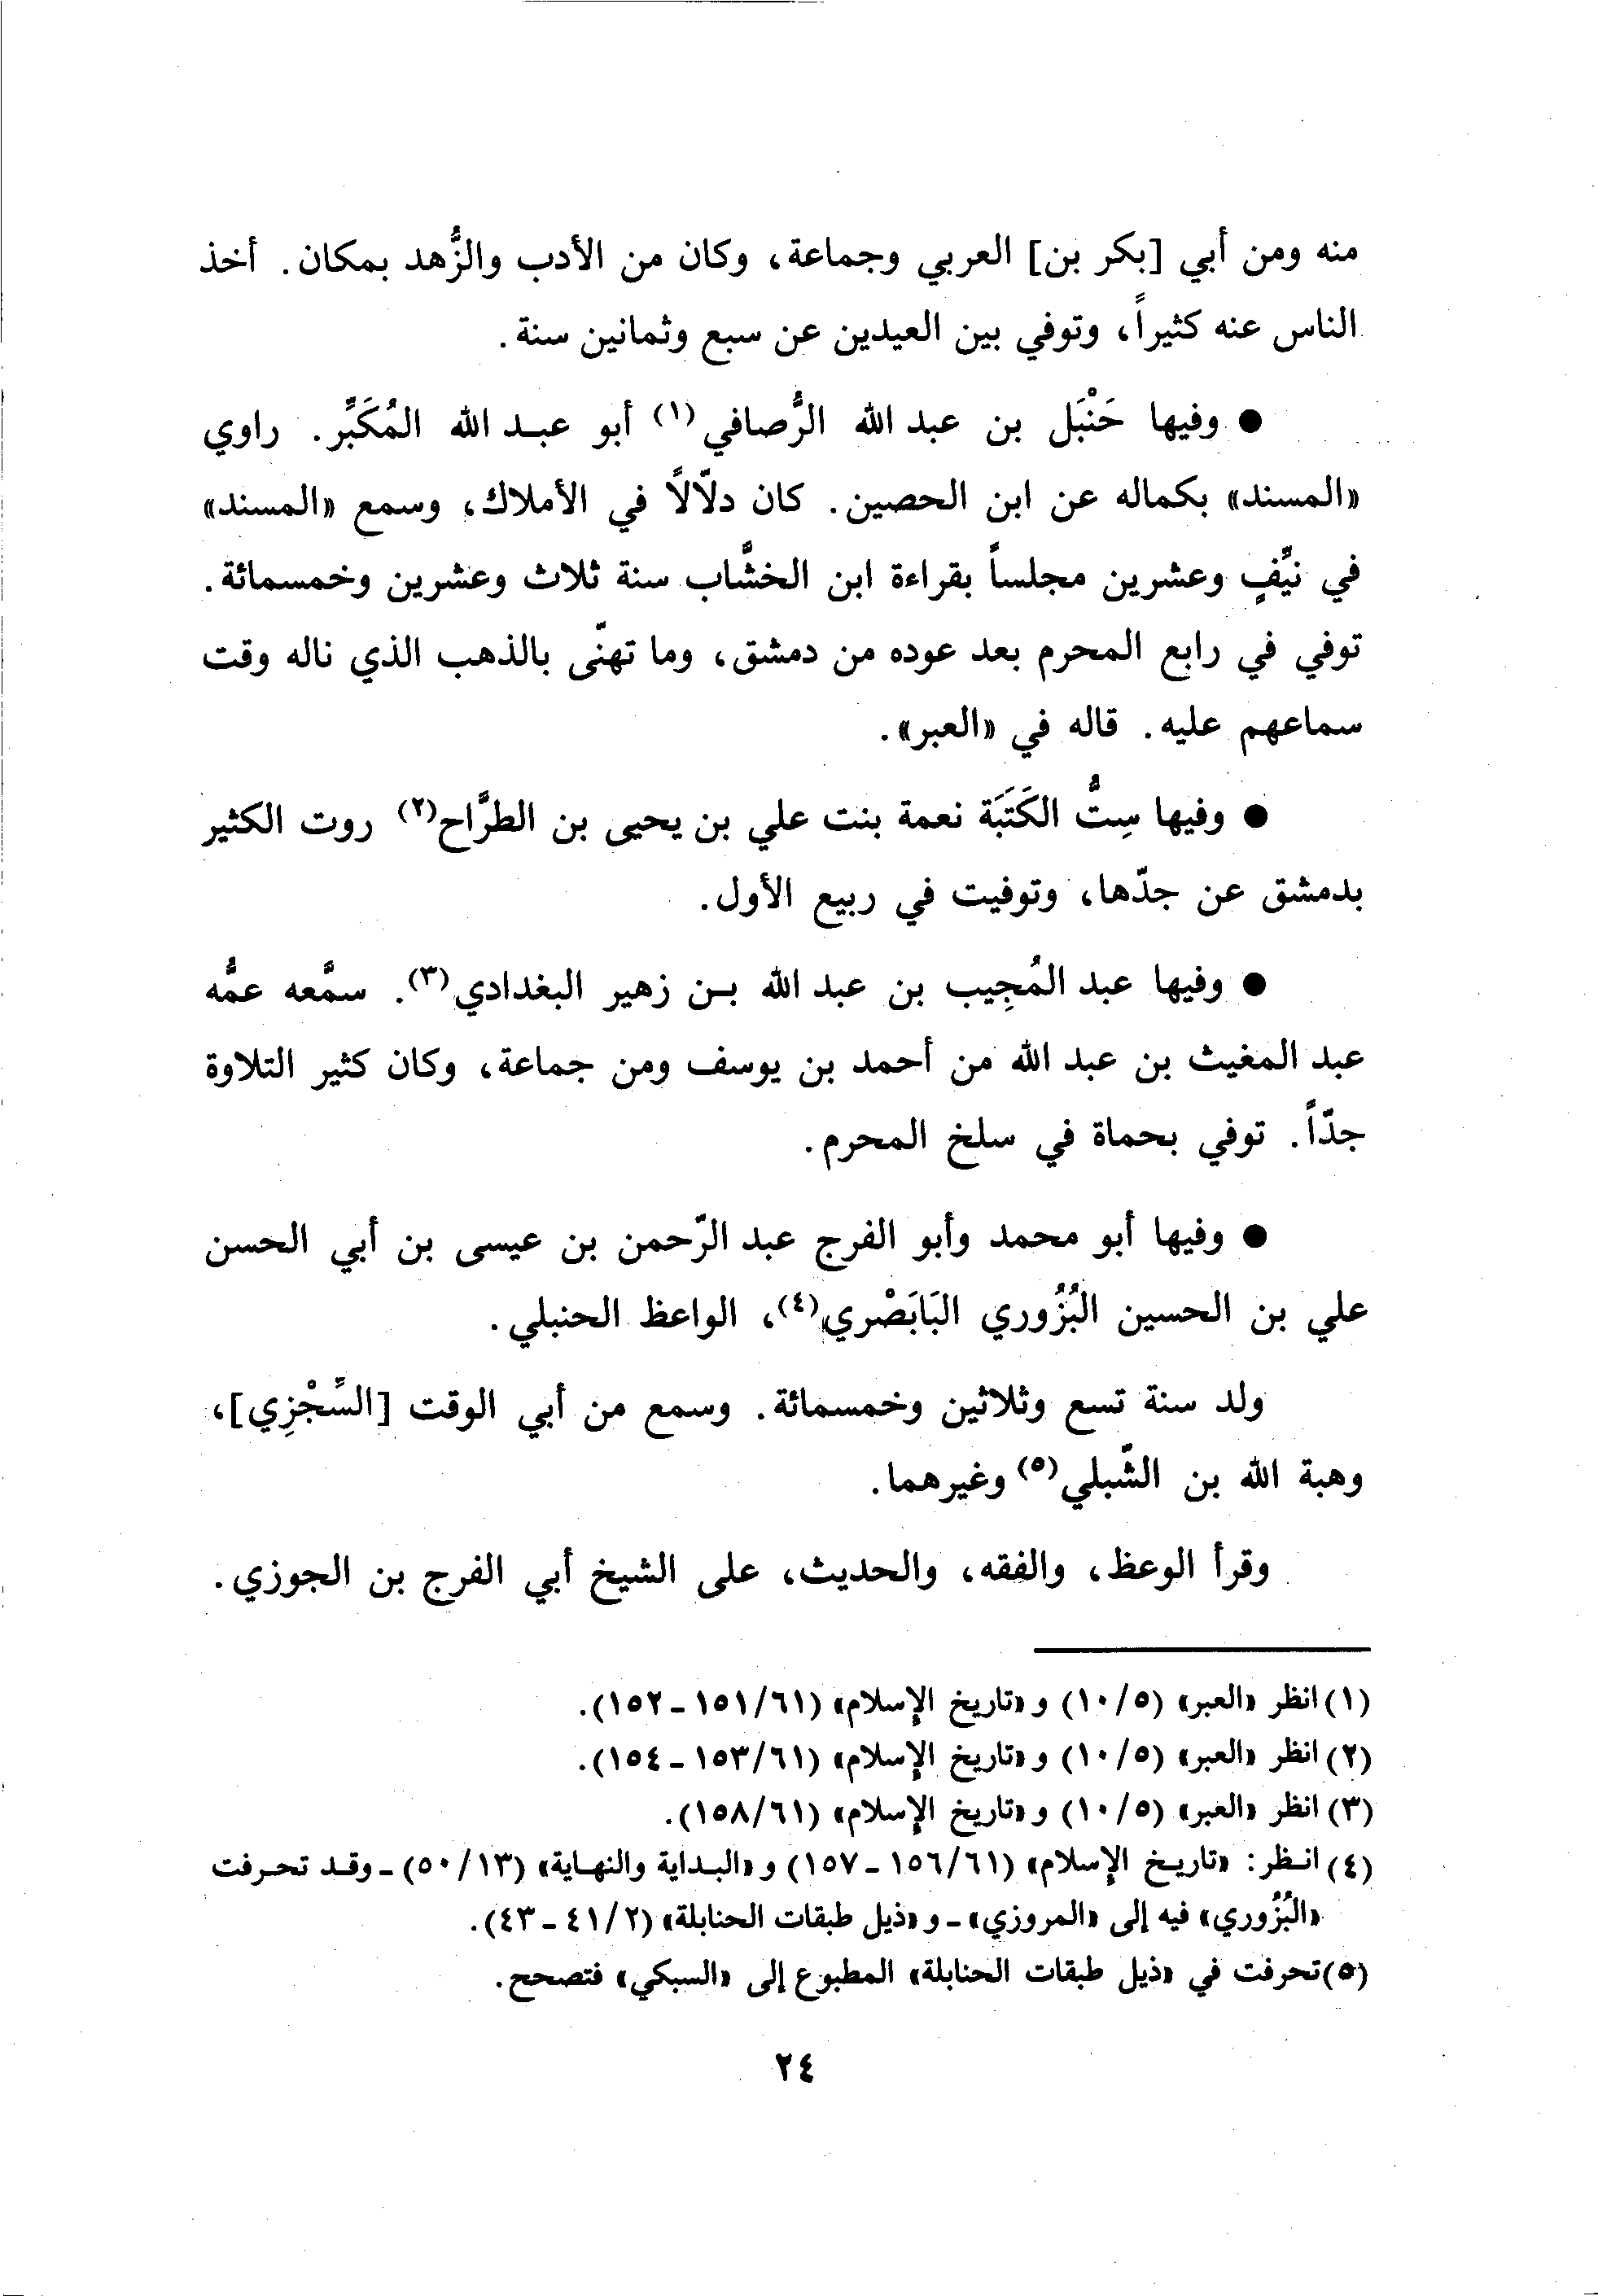 منه ومن أبي [بكر بن] العربي وجماعة، وكان من الأدب والزُّهد بمكان. أخذ
الناس عنه كثيراً، وتوفي بين العيدين عن سبع وثمانين سنة.
● وفيها حَنْبَل بن عبد الله الرُّصافي(١) أبو عبد الله المُكَبِّر. راوي
«المسند» بكماله عن ابن الحصين. كان دلّالاً في الأملاك، وسمع «المسند»
في نيِّفٍ وعشرين مجلساً بقراءة ابن الخشَّاب سنة ثلاث وعشرين وخمسمائة.
توفي في رابع المحرم بعد عوده من دمشق، وما تهنّى بالذهب الذي ناله وقت
سماعهم عليه. قاله في «العبر».
● وفيها سِتُّ الكَتَبَة نعمة بنت علي بن يحيى بن الطرَّاح(٢) روت الكثير
بدمشق عن جدّها، وتوفيت في ربيع الأول.
● وفيها عبد المُجِيب بن عبد الله بن زهير البغدادي(٣). سمَّعه عمُّه
عبد المغيث بن عبد الله من أحمد بن يوسف ومن جماعة، وكان كثير التلاوة
جدّاً. توفي بحماة في سلخ المحرم.
● وفيها أبو محمد وأبو الفرج عبد الرّحمن بن عيسى بن أبي الحسن
علي بن الحسين البُزُوري البَابَصْري(٤)، الواعظ الحنبلي.
ولد سنة تسع وثلاثين وخمسمائة. وسمع من أبي الوقت [السِّجْزِي]،
وهبة الله بن الشّبلي(٥) وغيرهما.
وقرأ الوعظ، والفقه، والحديث، على الشيخ أبي الفرج بن الجوزي.
(١) انظر «العبر» (١٠/٥) و «تاريخ الإسلام» (١٥١/٦١ - ١٥٢).
(٢) انظر «العبر» (١٠/٥) و «تاريخ الإسلام» (١٥٣/٦١ - ١٥٤).
(٣) انظر «العبر» (١٠/٥) و «تاريخ الإسلام» (١٥٨/٦١).
(٤) انظر: «تاريخ الإسلام» (١٥٦/٦١ - ١٥٧) و «البداية والنهاية» (٥٠/١٣) - وقد تحرفت
«البُزُوري» فيه إلى «المروزي» - و «ذيل طبقات الحنابلة» (٤١/٢ - ٤٣).
(٥) تحرفت في «ذيل طبقات الحنابلة» المطبوع إلى «السبكي» فتصحح.
٢٤